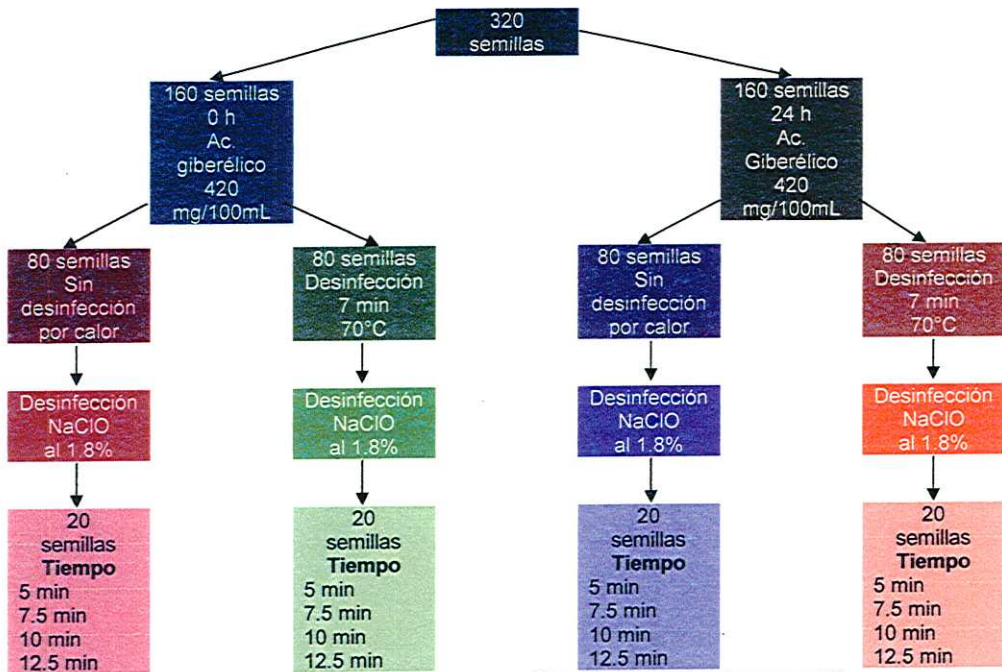 320
semillas
160 semillas
0 h
Ac.
giberélico
420
mg/100mL
160 semillas
24 h
Ac.
Giberélico
420
mg/100mL
80 semillas
Sin
desinfección
por calor
80 semillas
Desinfección
7 min
70°C
80 semillas
Sin
desinfección
por calor
80 semillas
Desinfección
7 min
70°C
Desinfección
NaClO
al 1.8%
Desinfección
NaClO
al 1.8%
Desinfección
NaClO
al 1.8%
Desinfección
NaClO
al 1.8%
20
semillas
Tiempo
5 min
7.5 min
10 min
12.5 min
20
semillas
Tiempo
5 min
7.5 min
10 min
12.5 min
20
semillas
Tiempo
5 min
7.5 min
10 min
12.5 min
20
semillas
Tiempo
5 min
7.5 min
10 min
12.5 min